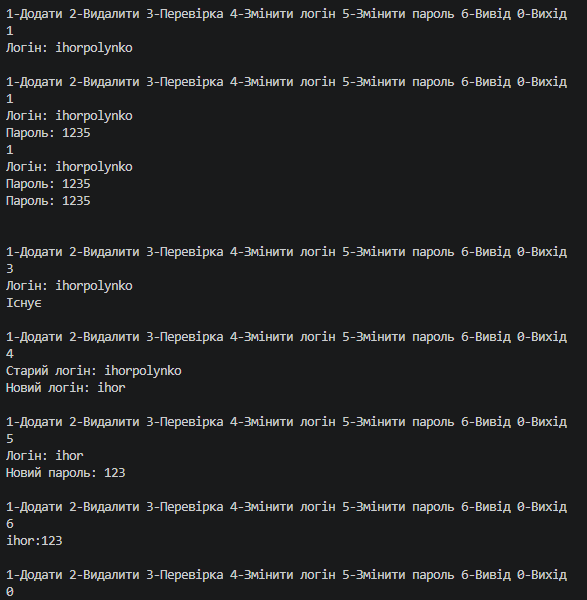 1-Додати 2-Видалити 3-Перевірка 4-Змінити логін 5-Змінити пароль 6-Вивід 0-Вихід
1
Логін: ihorpolynko
1-Додати 2-Видалити 3-Перевірка 4-Змінити логін 5-Змінити пароль 6-Вивід 0-Вихід
1
Логін: ihorpolynko
Пароль: 1235
1
Логін: ihorpolynko
Пароль: 1235
Пароль: 1235
1-Додати 2-Видалити 3-Перевірка 4-Змінити логін 5-Змінити пароль 6-Вивід 0-Вихід
3
Логін: ihorpolynko
Існує
1-Додати 2-Видалити 3-Перевірка 4-Змінити логін 5-Змінити пароль 6-Вивід 0-Вихід
4
Старий логін: ihorpolynko
Новий логін: ihor
1-Додати 2-Видалити 3-Перевірка 4-Змінити логін 5-Змінити пароль 6-Вивід 0-Вихід
5
Логін: ihor
Новий пароль: 123
1-Додати 2-Видалити 3-Перевірка 4-Змінити логін 5-Змінити пароль 6-Вивід 0-Вихід
6
ihor:123
1-Додати 2-Видалити 3-Перевірка 4-Змінити логін 5-Змінити пароль 6-Вивід 0-Вихід
0